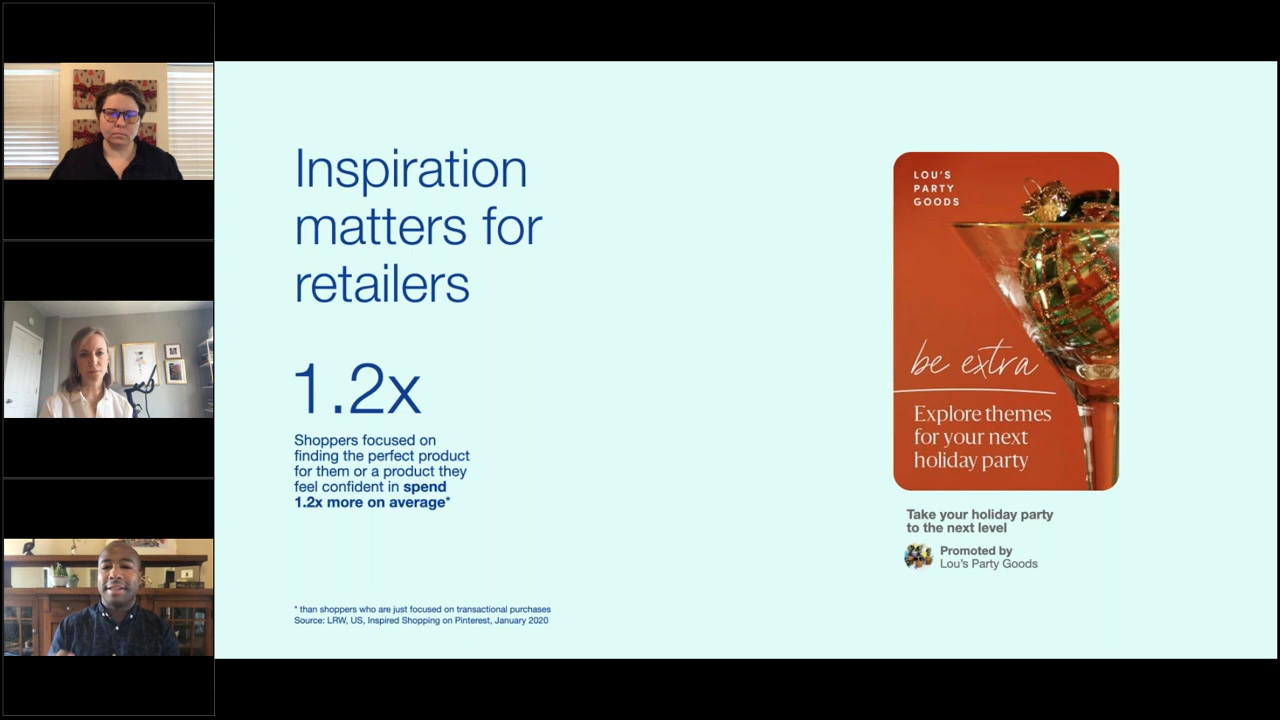 Inspiration
matters for
retailers
1.2x
Shoppers focused on
finding the perfect product
for them or a product they
feel confident in spend
1.2x more on average*
* than shoppers who are just focused on transactional purchases
Source: LRW, US, Inspired Shopping on Pinterest, January 2020
LOU'S
PARTY
GOODS
be extra
Explore themes
for your next
holiday party
Take your holiday party
to the next level
Promoted by
Lou's Party Goods